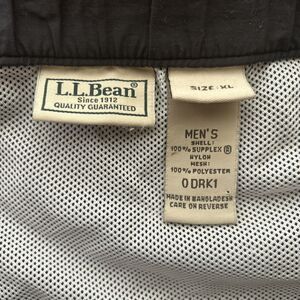 L.L.Bean®
Since 1912
QUALITY GUARANTEED
SIZE: XL
MEN'S
SHELL:
100% SUPPLEX ®
NYLON
MESH:
100% POLYESTER
0DRK1
MADE IN BANGLADESH
CARE ON REVERSE